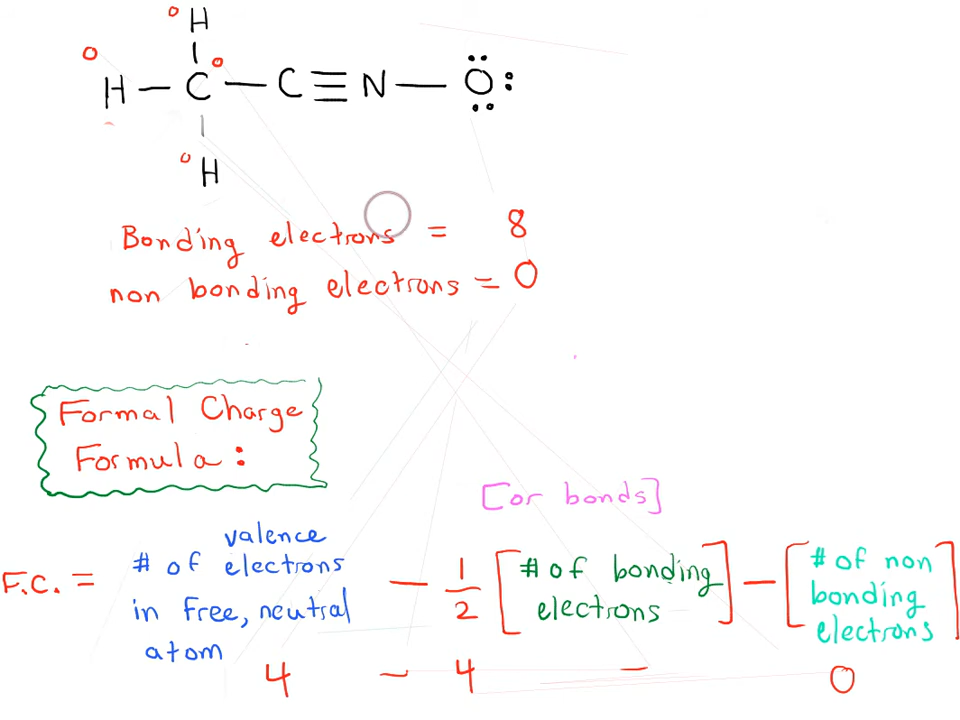 o H
o
H — C o — C ≡ N — O
o H
Bonding electrons = 8
non bonding electrons = 0
Formal Charge
Formula:
[or bonds]
F.C. = # of valence electrons in free, neutral atom — 1/2 [# of bonding electrons] — [# of non bonding electrons]
4 - 4 - 0